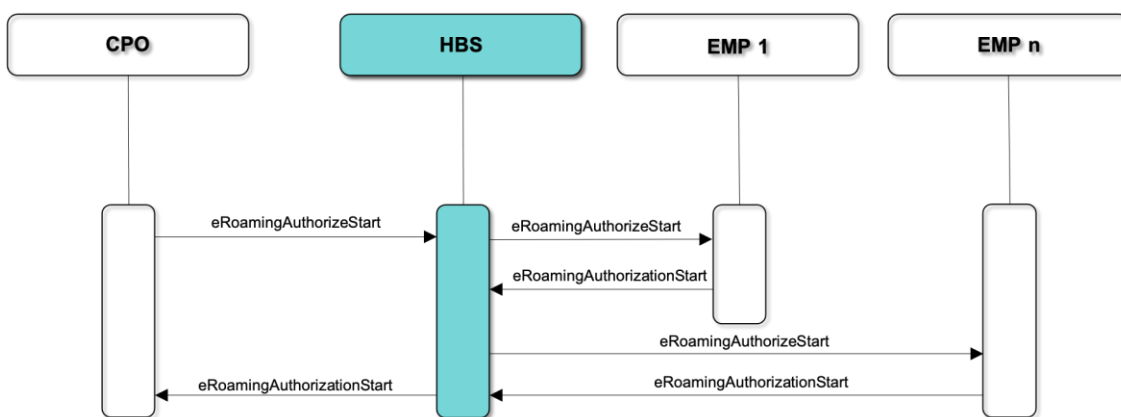 CPO
HBS
EMP 1
EMP n
eRoamingAuthorizeStart
eRoamingAuthorizeStart
eRoamingAuthorizationStart
eRoamingAuthorizeStart
eRoamingAuthorizationStart
eRoamingAuthorizationStart